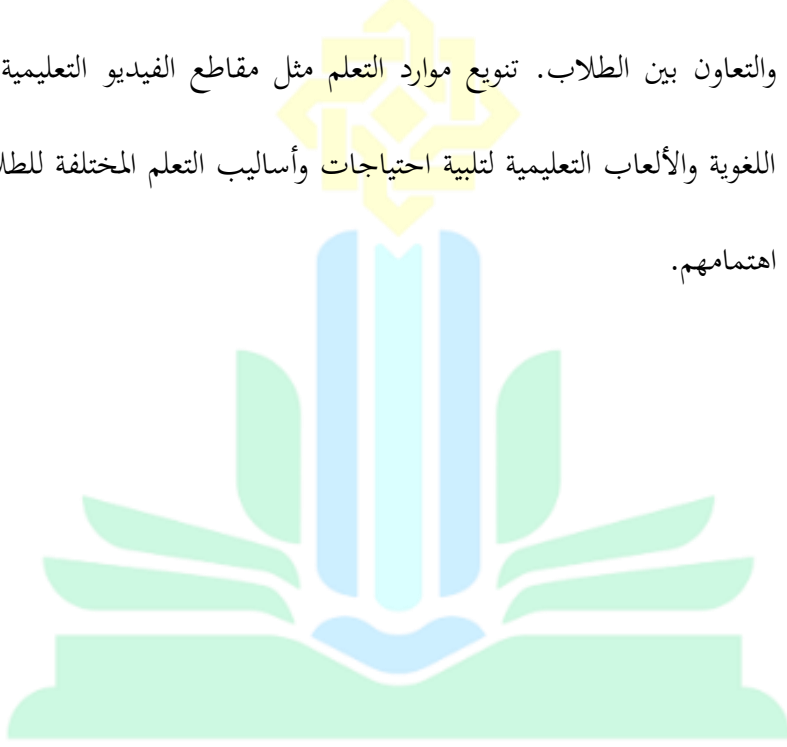 والتعاون بين الطلاب. تنويع موارد التعلم مثل مقاطع الفيديو التعليمية
اللغوية والألعاب التعليمية لتلبية احتياجات وأساليب التعلم المختلفة
اهتمامهم.